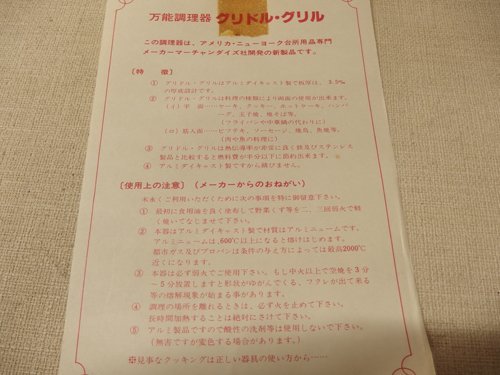 万能調理器 グリドル・グリル
この調理器は、アメリカ・ニューヨーク台所用品専門
メーカーマーチャンダイズ社開発の新製品です。
〔特 徴〕
① グリドル・グリルはアルミダイキャスト製で板厚は、3.5%
の厚手成計です。
② グリドル・グリルは料理の種類により両面の使用が出来ます。
(イ)平 面……ケーキ、クッキー、ホットケーキ、ハンバ
ーグ、玉子焼、地そば等。
(フライパンや中華鍋の代わりに)
(ロ)筋入面……ビフテキ、ソーセージ、焼鳥、魚焼等。
(肉や魚の料理に)
③ グリドル・グリルは熱伝導率が非常に良く鉄及びステンレス
製品と比較すると燃料費が半分以下に節約出来ます。
④ アルミダイキャスト製ですから錆びません。
〔使用上の注意〕(メーカーからのおねがい)
末永くご利用いただくために次の事項を特に御留意下さい。
① 最初に食用油を良く塗布して野菜くず等を二、三回弱火で軽
く焼いてなじませて下さい。
② 本器はアルミダイキャスト製で材質はアルミニュームです。
アルミニュームは、600℃以上になると溶けはじめます。
都市ガス及びプロパンは条件の与え方によっては最高2000℃
近くになります。
③ 本器は必ず弱火でご使用下さい。もし中火以上で空焼を3分
~5分放置しますと形状がゆがんでくる、フクレが出て来る
等の溶解現象が始まる事があります。
④ 調理の場所を離れるときは、必ず火を止めて下さい。
長時間加熱することは絶対にさけて下さい。
⑤ アルミ製品ですので酸性の洗剤等は使用しないで下さい。
(無害ですが変色する場合があります。)
※見事なクッキングは正しい器具の使い方から……